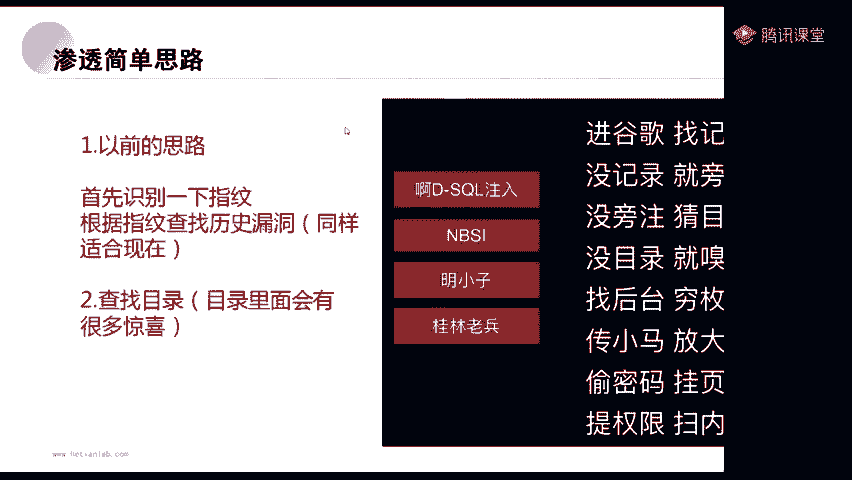 渗透简单思路
腾讯课堂
1.以前的思路
首先识别一下指纹
根据指纹查找历史漏洞（同样
适合现在）
2.查找目录（目录里面会有
很多惊喜）
啊D-SQL注入
NBSI
明小子
桂林老兵
进谷歌 找记
没记录 就旁
没旁注 猜目
没目录 就嗅
找后台 穷枚
传小马 放大
偷密码 挂页
提权限 扫内
www.hetianlab.com